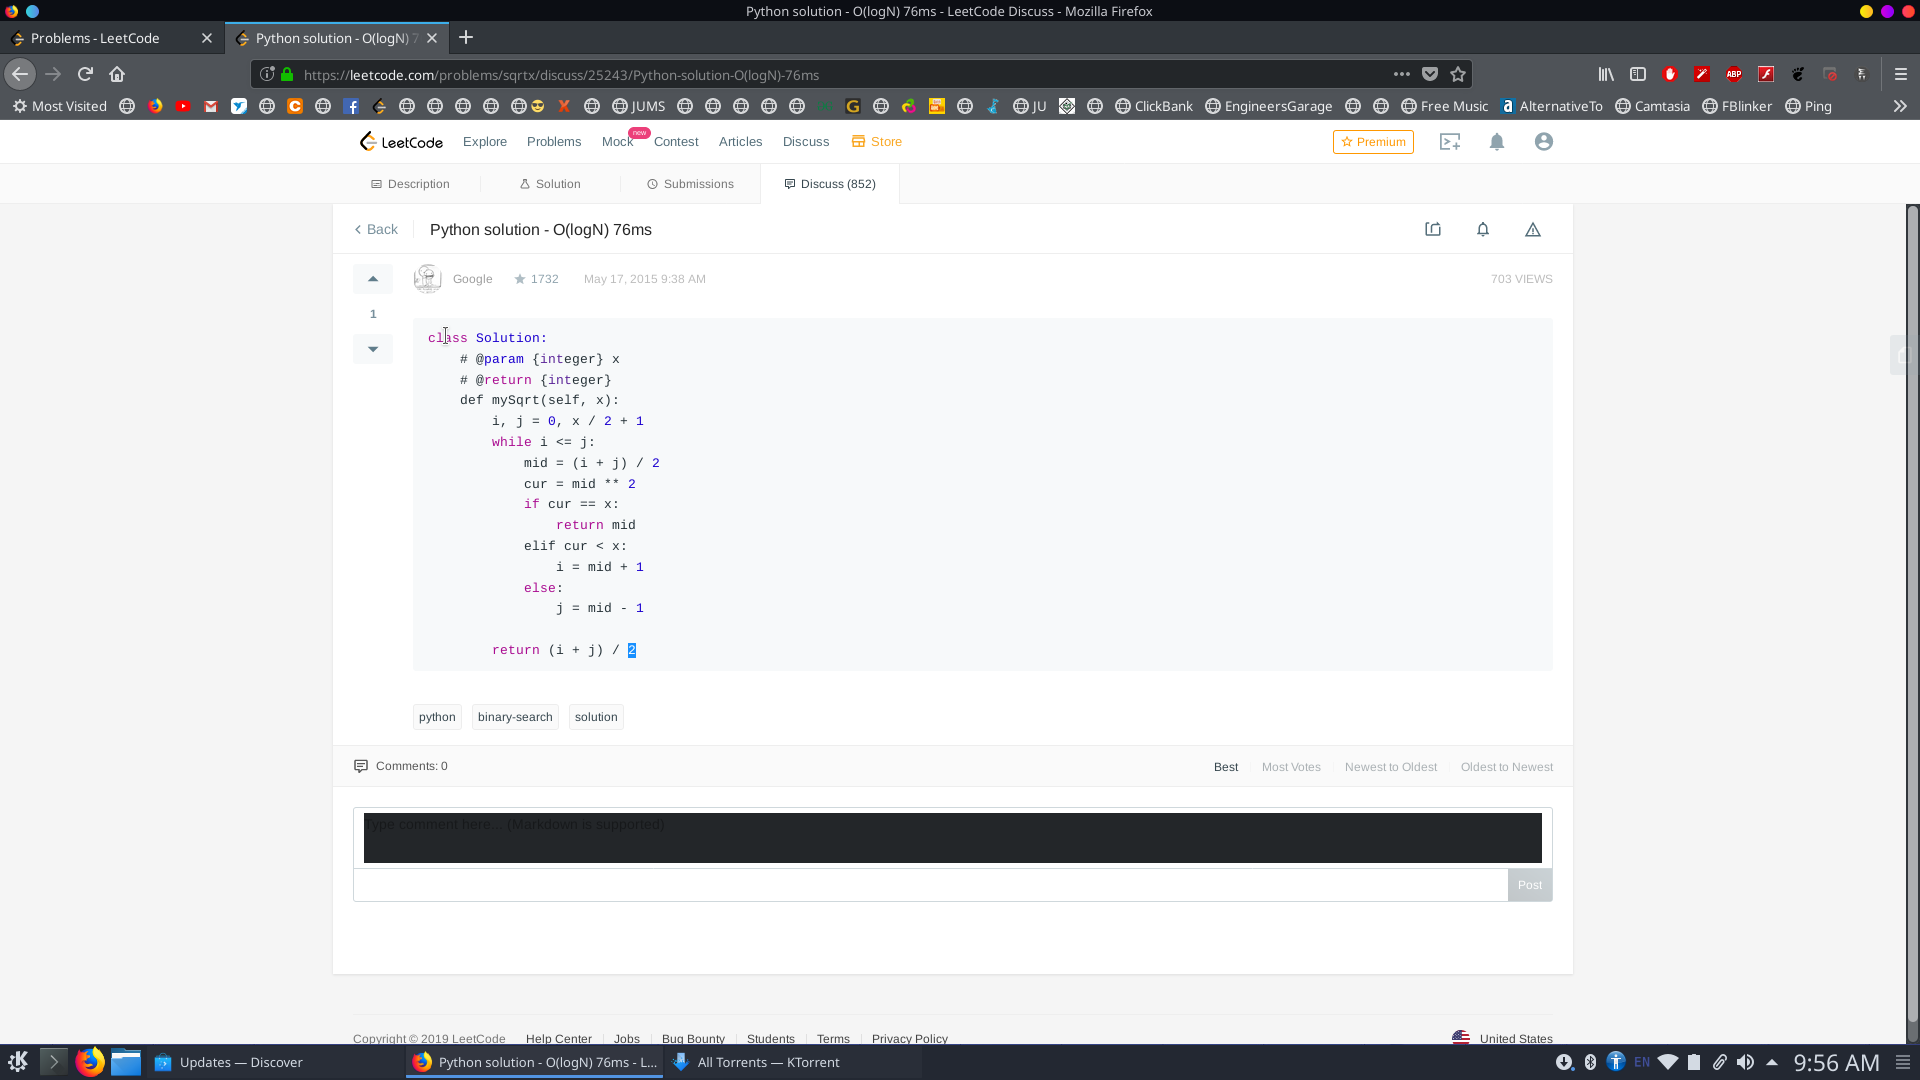 Python solution - O(logN) 76ms - LeetCode Discuss - Mozilla Firefox
Problems - LeetCode
Python solution - O(logN) 7
https://leetcode.com/problems/sqrtx/discuss/25243/Python-solution-O(logN)-76ms
ABP
Most Visited JUMS JU ClickBank EngineersGarage Free Music AlternativeTo Camtasia FBlinker Ping
LeetCode Explore Problems Mock new Contest Articles Discuss Store Premium
Description Solution Submissions Discuss (852)
Back Python solution - O(logN) 76ms
Google 1732 May 17, 2015 9:38 AM 703 VIEWS
1
class Solution:
# @param {integer} x
# @return {integer}
def mySqrt(self, x):
i, j = 0, x / 2 + 1
while i <= j:
mid = (i + j) / 2
cur = mid ** 2
if cur == x:
return mid
elif cur < x:
i = mid + 1
else:
j = mid - 1
return (i + j) / 2
python binary-search solution
Comments: 0 Best Most Votes Newest to Oldest Oldest to Newest
Type comment here... (Markdown is supported)
Post
Copyright © 2019 LeetCode Help Center Jobs Bug Bounty Students Terms Privacy Policy United States
Updates — Discover Python solution - O(logN) 76ms - L... All Torrents — KTorrent EN 9:56 AM